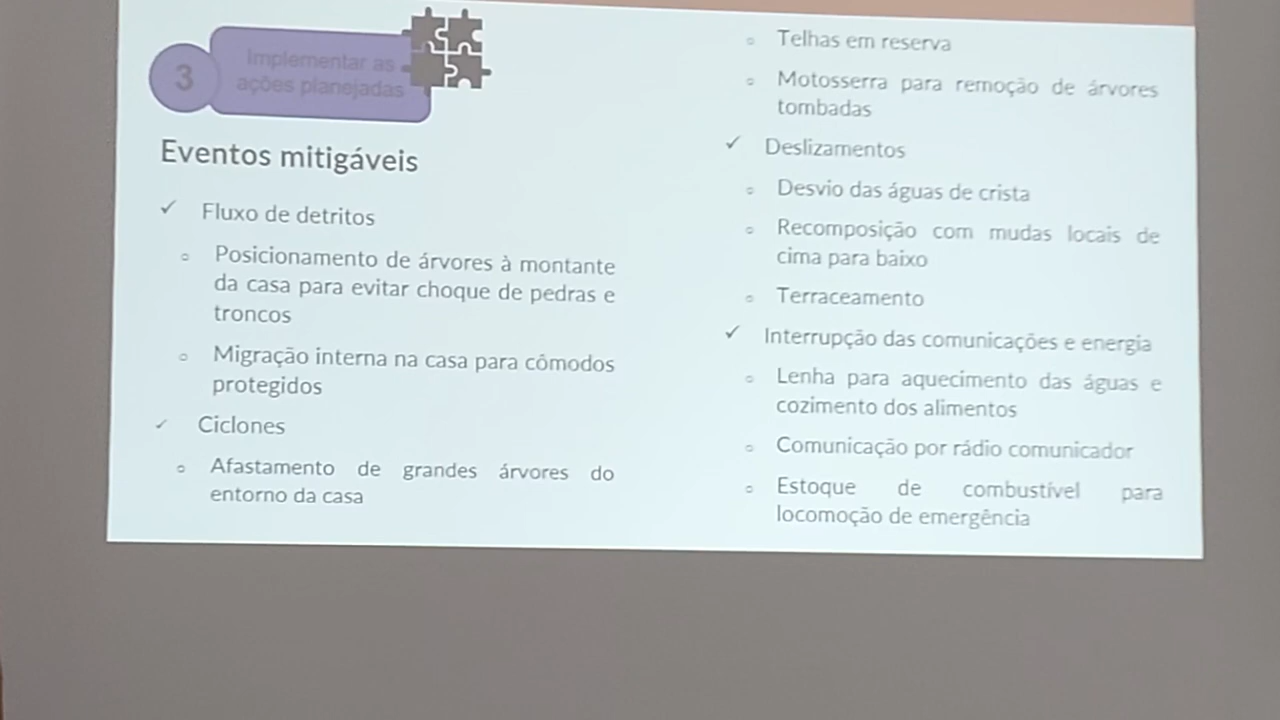 3
Implementar as
ações planejadas
Eventos mitigáveis
✓ Fluxo de detritos
○ Posicionamento de árvores à montante
da casa para evitar choque de pedras e
troncos
○ Migração interna na casa para cômodos
protegidos
✓ Ciclones
○ Afastamento de grandes árvores do
entorno da casa
○ Telhas em reserva
○ Motosserra para remoção de árvores
tombadas
✓ Deslizamentos
○ Desvio das águas de crista
○ Recomposição com mudas locais de
cima para baixo
○ Terraceamento
✓ Interrupção das comunicações e energia
○ Lenha para aquecimento das águas e
cozimento dos alimentos
○ Comunicação por rádio comunicador
○ Estoque de combustível para
locomoção de emergência